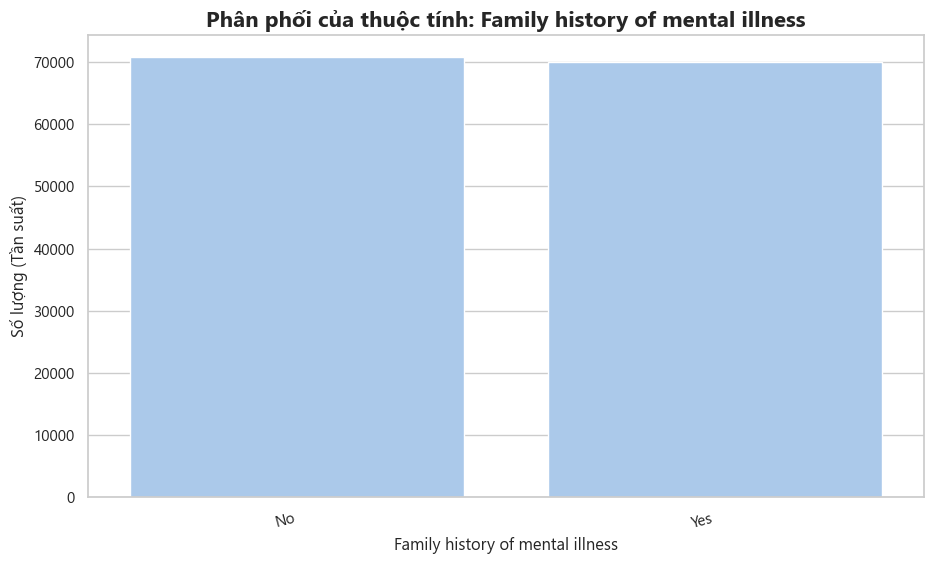 Phân phối của thuộc tính: Family history of mental illness
Số lượng (Tần suất)
70000
60000
50000
40000
30000
20000
10000
0
No
Yes
Family history of mental illness